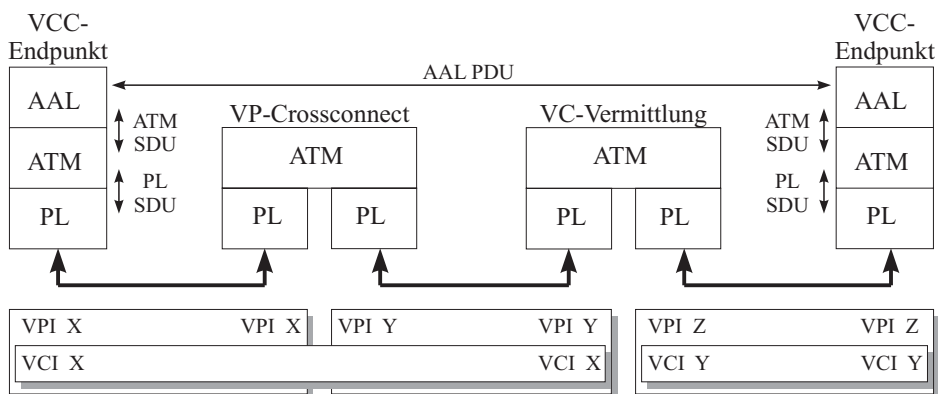 VCC-
Endpunkt
VCC-
Endpunkt
AAL PDU
AAL
ATM
SDU
VP-Crossconnect
VC-Vermittlung
ATM
SDU
AAL
ATM
PL
SDU
ATM
ATM
PL
SDU
ATM
PL
PL
PL
PL
PL
PL
VPI X
VPI X
VPI Y
VPI Y
VPI Z
VPI Z
VCI X
VCI X
VCI Y
VCI Y